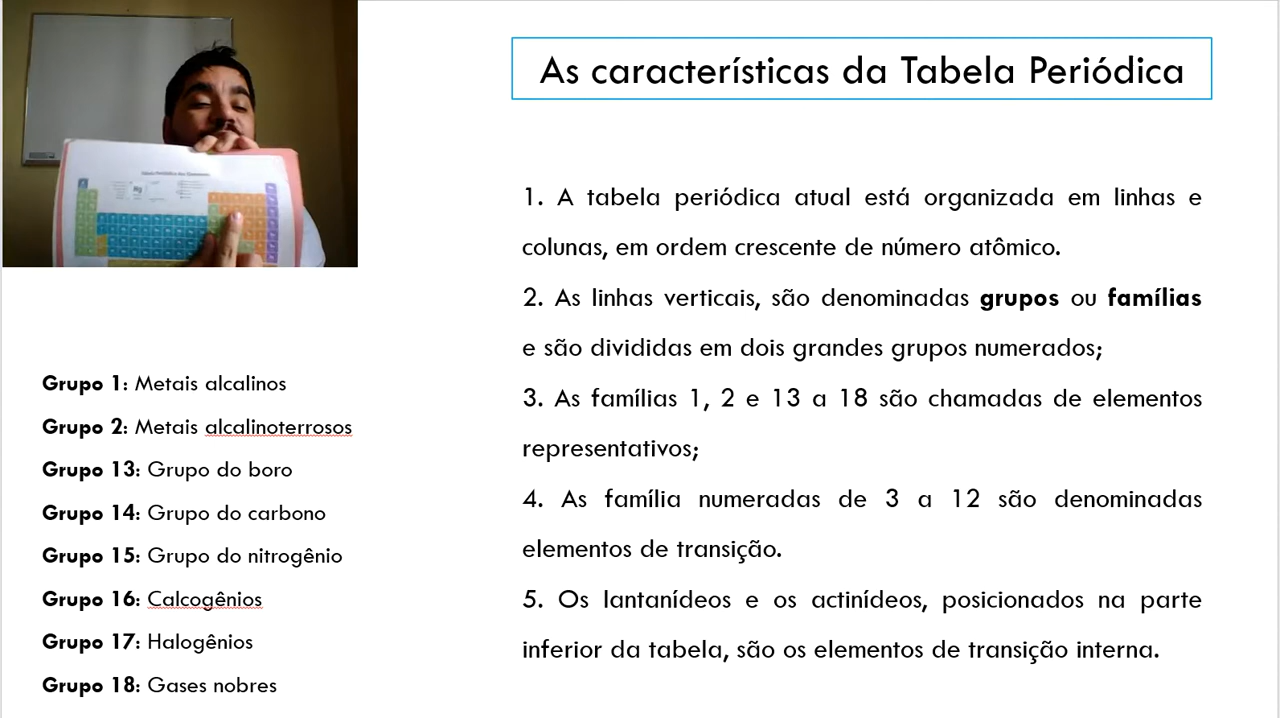 As características da Tabela Periódica
1. A tabela periódica atual está organizada em linhas e
colunas, em ordem crescente de número atômico.
2. As linhas verticais, são denominadas grupos ou famílias
e são divididas em dois grandes grupos numerados;
3. As famílias 1, 2 e 13 a 18 são chamadas de elementos
representativos;
4. As família numeradas de 3 a 12 são denominadas
elementos de transição.
5. Os lantanídeos e os actinídeos, posicionados na parte
inferior da tabela, são os elementos de transição interna.
Grupo 1: Metais alcalinos
Grupo 2: Metais alcalinoterrosos
Grupo 13: Grupo do boro
Grupo 14: Grupo do carbono
Grupo 15: Grupo do nitrogênio
Grupo 16: Calcogênios
Grupo 17: Halogênios
Grupo 18: Gases nobres